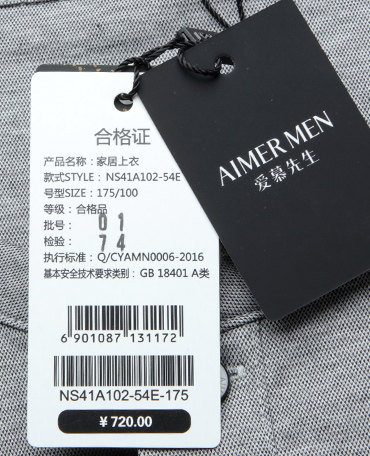 合格证
产品名称：家居上衣
款式STYLE：NS41A102-54E
号型SIZE：175/100
等级：合格品
批号：01
检验：74
执行标准：Q/CYAMN0006-2016
基本安全技术要求类别：GB 18401 A类
6 901087 131172
NS41A102-54E-175
¥720.00
AIMER MEN
爱慕先生